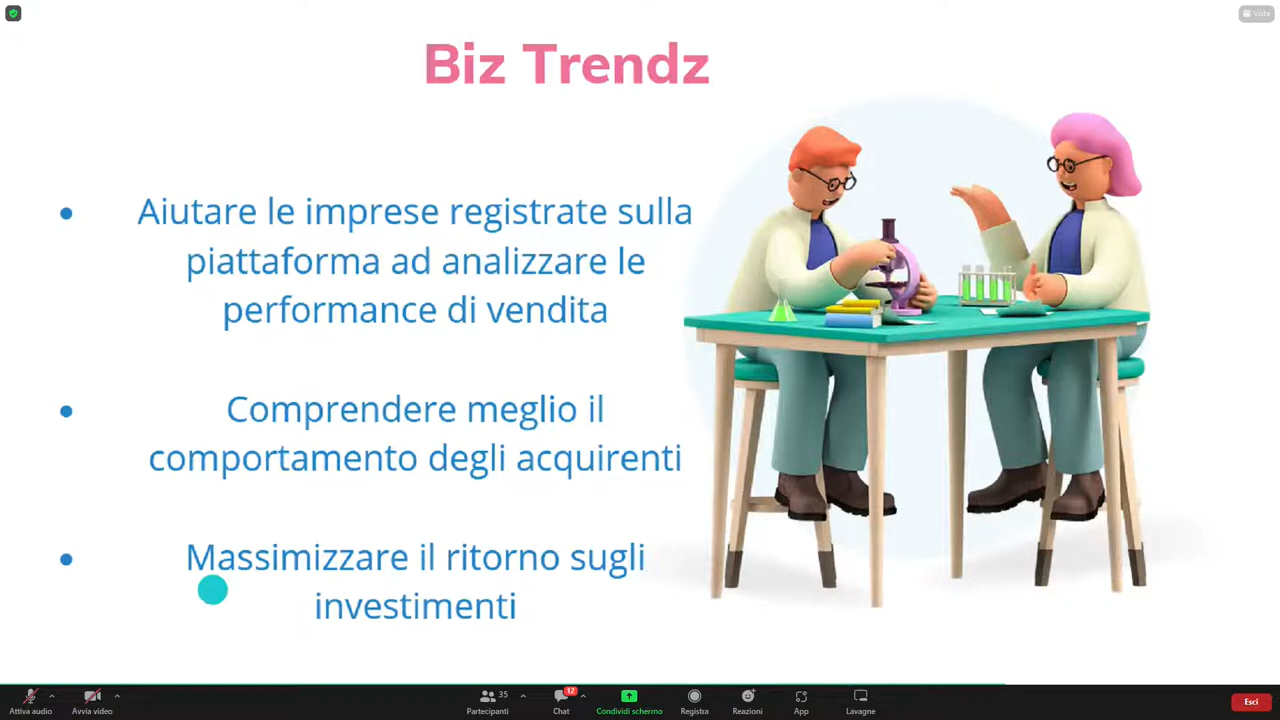 Viste
Biz Trendz
Aiutare le imprese registrate sulla
piattaforma ad analizzare le
performance di vendita
Comprendere meglio il
comportamento degli acquirenti
Massimizzare il ritorno sugli
investimenti
Attiva audio
Avvia video
35
Partecipanti
12
Chat
Condividi schermo
Registra
Reazioni
App
Lavagne
Esci